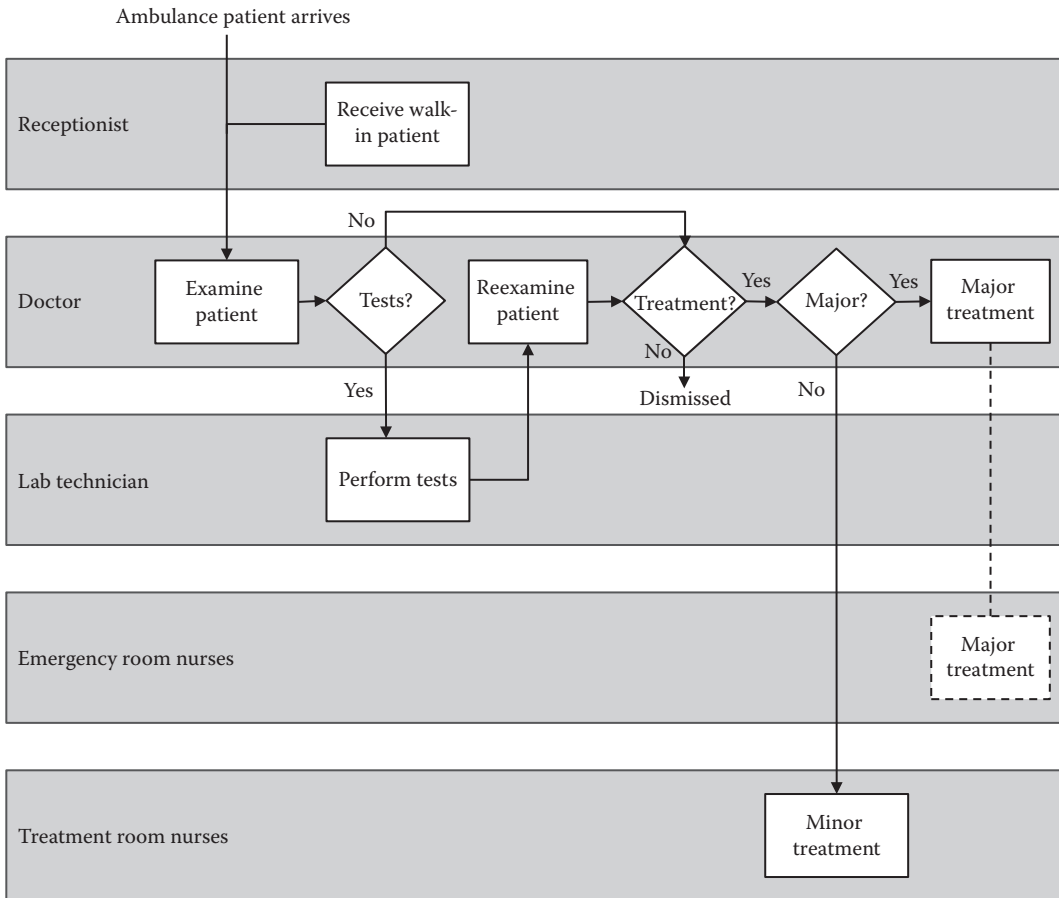 Ambulance patient arrives
Receptionist
Receive walk-
in patient
No
Doctor
Examine
patient
Tests?
Reexamine
patient
Treatment?
Yes
Major?
Yes
Major
treatment
No
Dismissed
Yes
No
Lab technician
Perform tests
Emergency room nurses
Major
treatment
Treatment room nurses
Minor
treatment